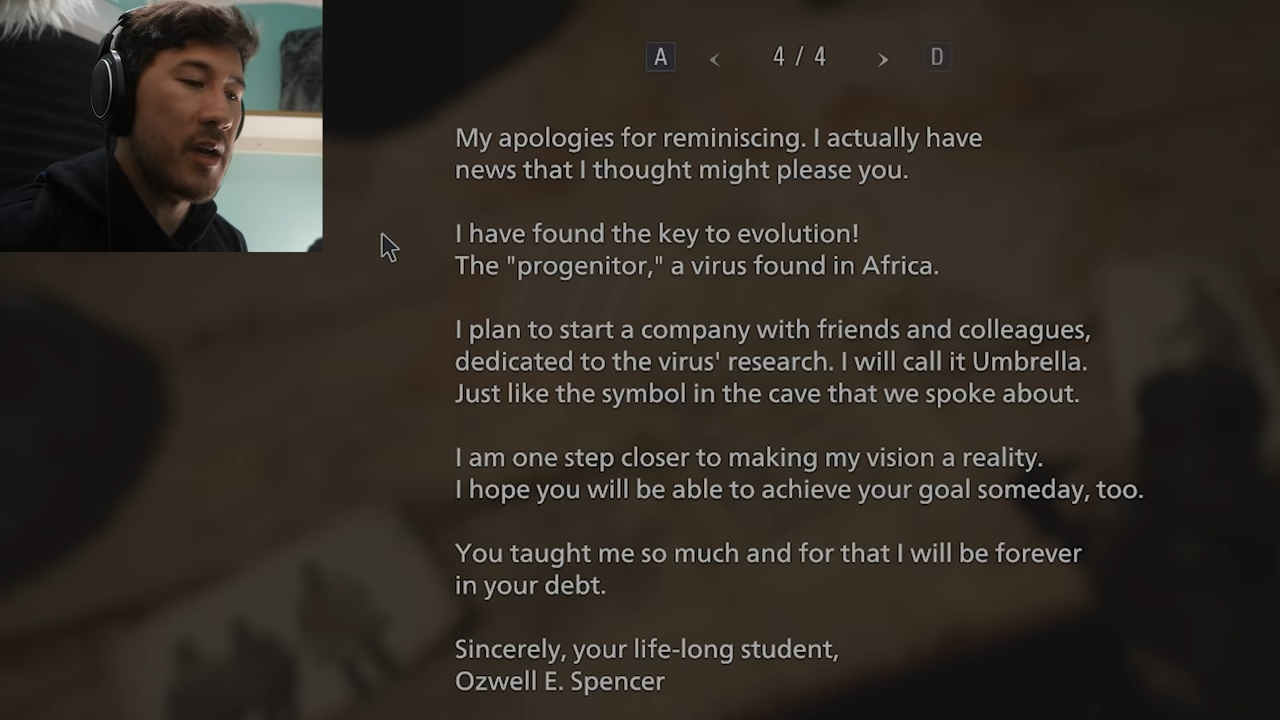 A < 4 / 4 > D
My apologies for reminiscing. I actually have
news that I thought might please you.
I have found the key to evolution!
The "progenitor," a virus found in Africa.
I plan to start a company with friends and colleagues,
dedicated to the virus' research. I will call it Umbrella.
Just like the symbol in the cave that we spoke about.
I am one step closer to making my vision a reality.
I hope you will be able to achieve your goal someday, too.
You taught me so much and for that I will be forever
in your debt.
Sincerely, your life-long student,
Ozwell E. Spencer